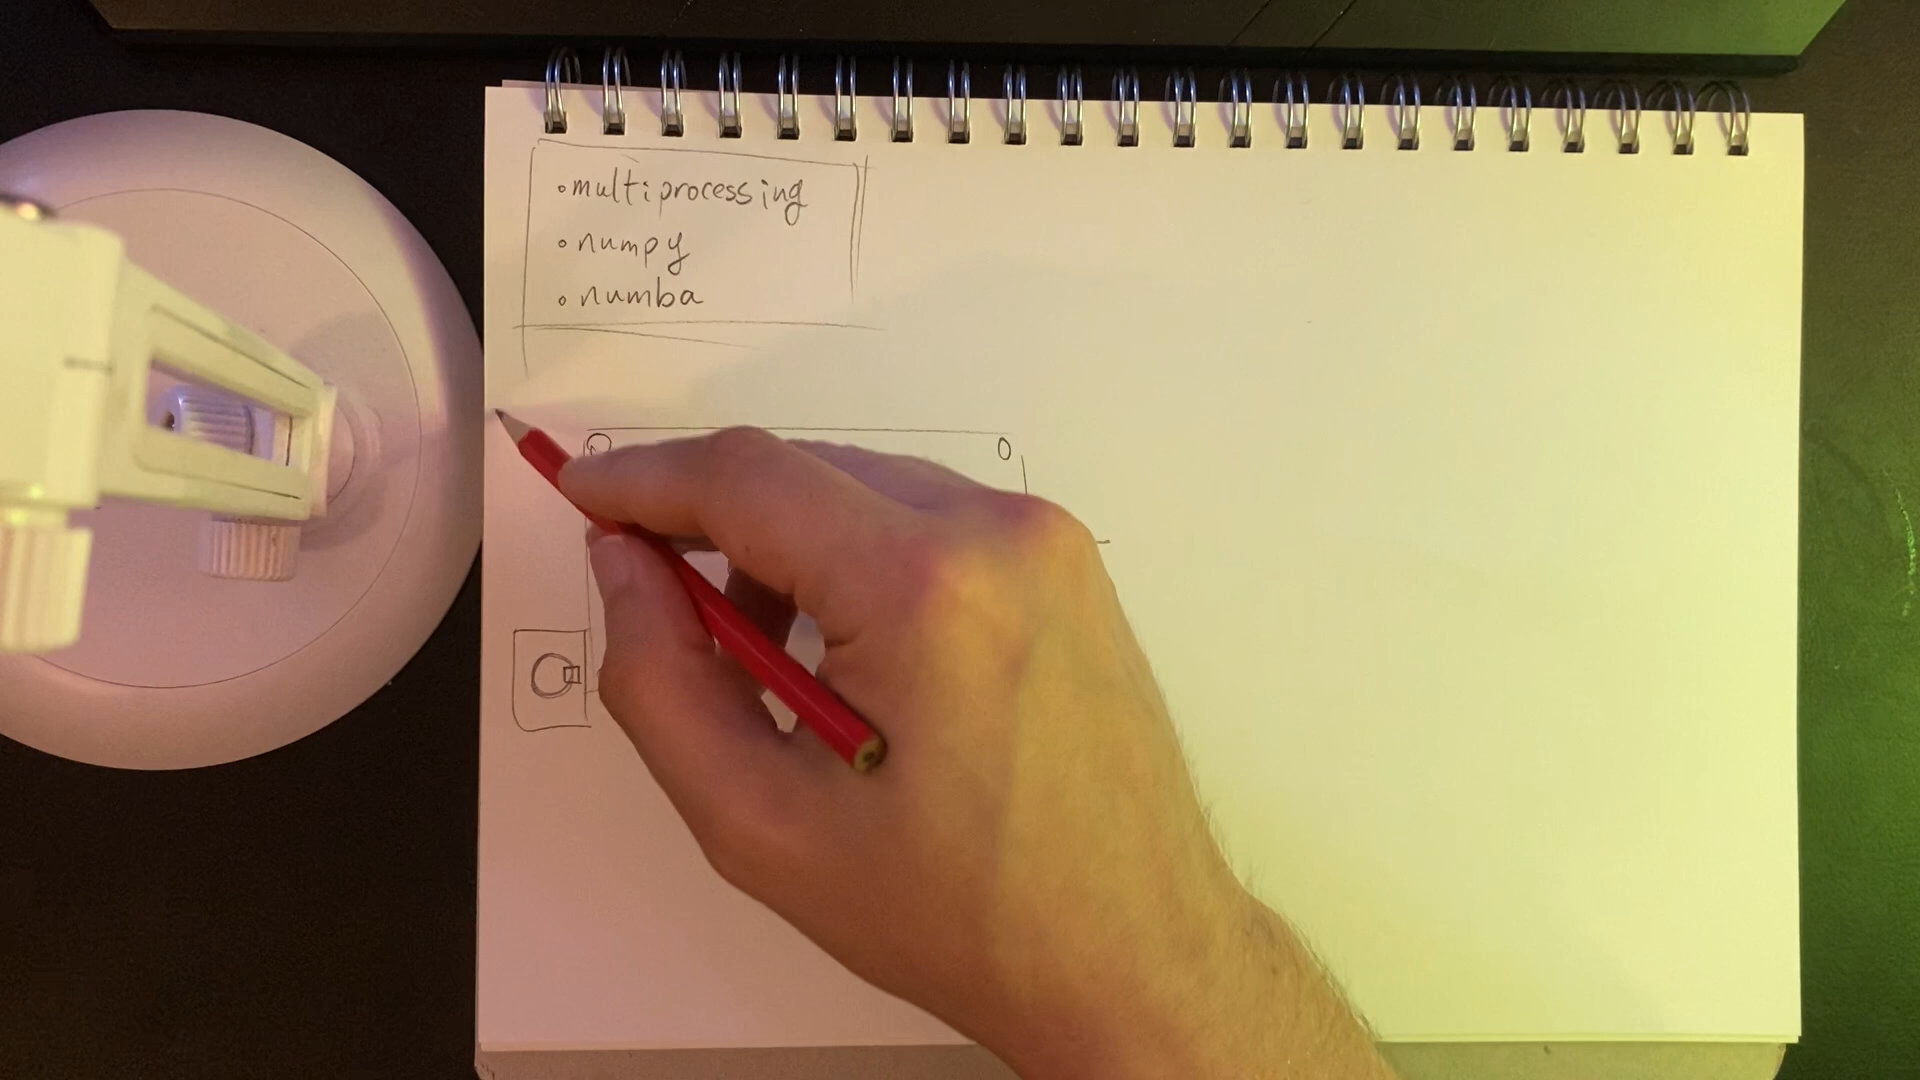 • multiprocessing
• numpy
• numba